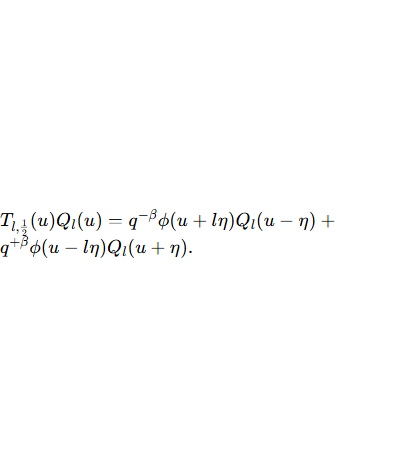 $T_{l,\frac{1}{2}}(u)Q_l(u) = q^{-\beta}\phi(u + l\eta)Q_l(u - \eta) +$
$q^{+\beta}\phi(u - l\eta)Q_l(u + \eta).$